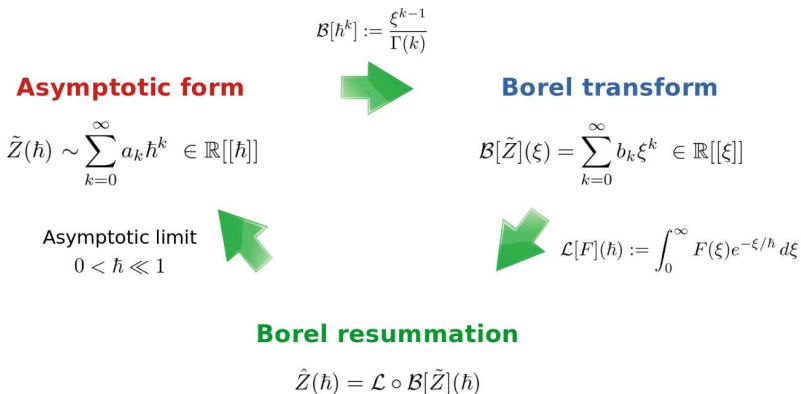 𝓑[ℏ^k] := ξ^{k−1} / Γ(k)
Asymptotic form
Borel transform
Z̃(ℏ) ∼ ∑_{k=0}^{∞} a_k ℏ^k ∈ ℝ[[ℏ]]
𝓑[Z̃](ξ) = ∑_{k=0}^{∞} b_k ξ^k ∈ ℝ[[ξ]]
Asymptotic limit
0 < ℏ ≪ 1
𝓛[F](ℏ) := ∫_0^∞ F(ξ)e^{−ξ/ℏ} dξ
Borel resummation
Ẑ(ℏ) = 𝓛 ∘ 𝓑[Z̃](ℏ)